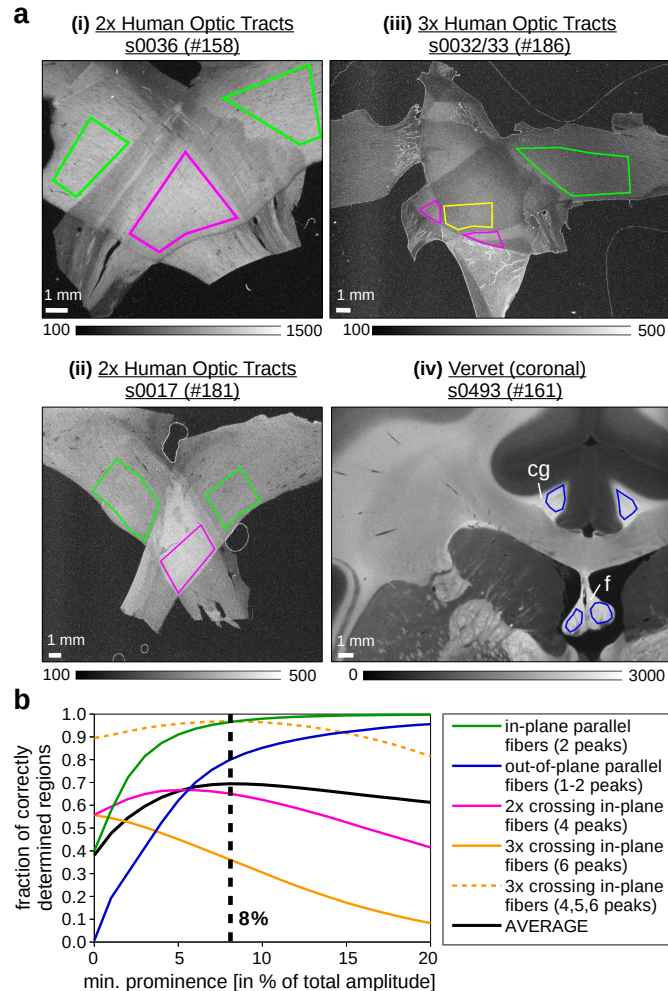 a
(i) 2x Human Optic Tracts
s0036 (#158)
1 mm
100
1500
(iii) 3x Human Optic Tracts
s0032/33 (#186)
1 mm
100
500
(ii) 2x Human Optic Tracts
s0017 (#181)
1 mm
100
500
(iv) Vervet (coronal)
s0493 (#161)
cg
f
1 mm
0
3000
b
fraction of correctly
determined regions
1.0
0.9
0.8
0.7
0.6
0.5
0.4
0.3
0.2
0.1
0.0
8%
0
5
10
15
20
min. prominence [in % of total amplitude]
in-plane parallel
fibers (2 peaks)
out-of-plane parallel
fibers (1-2 peaks)
2x crossing in-plane
fibers (4 peaks)
3x crossing in-plane
fibers (6 peaks)
3x crossing in-plane
fibers (4,5,6 peaks)
AVERAGE